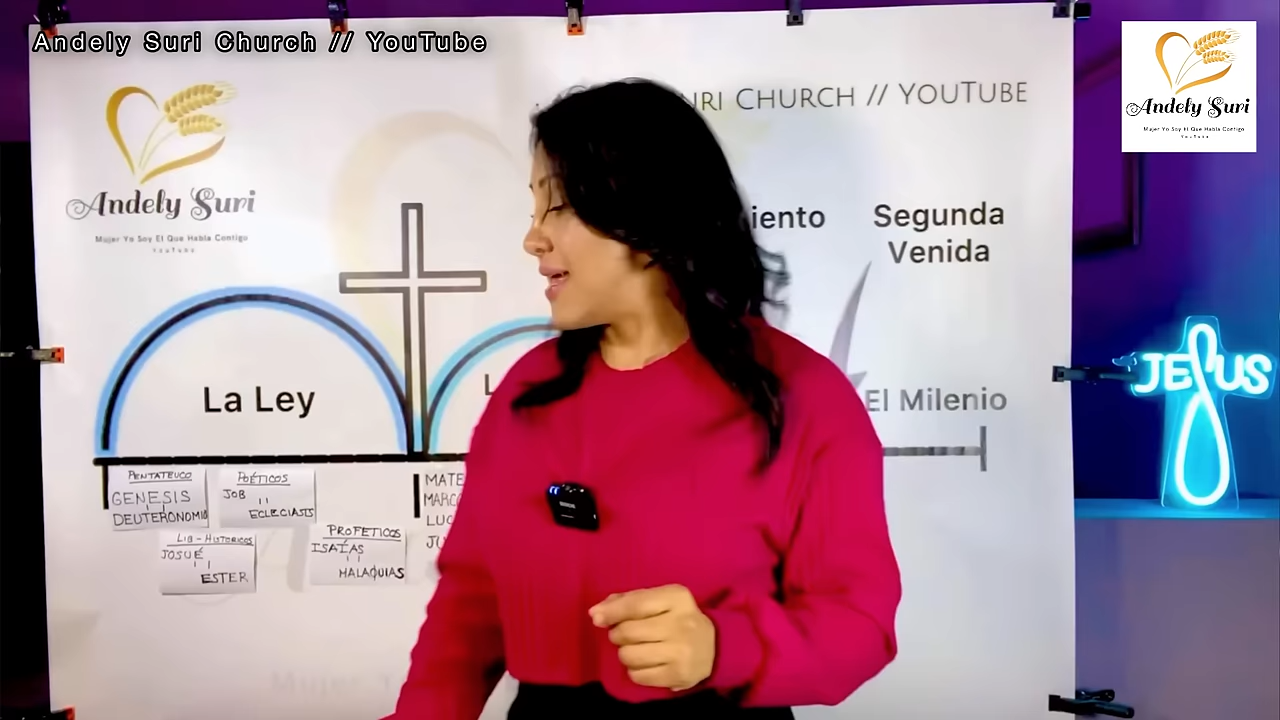 Andely Suri Church // YouTube
Andely Suri
Mujer Yo Soy El Que Habla Contigo
YouTube
URI CHURCH // YOUTUBE
Andely Suri
Mujer Yo Soy El Que Habla Contigo
YouTube
iento
Segunda
Venida
La Ley
L
El Milenio
JESUS
PENTATEUCO
GENESIS
DEUTERONOMIO
POÉTICOS
JOB
ECLECIASTS
LIB-HISTORICOS
JOSUÉ
ESTER
PROFETICOS
ISAÍAS
MALAQUIAS
MATE
MARCO
LUC
JU